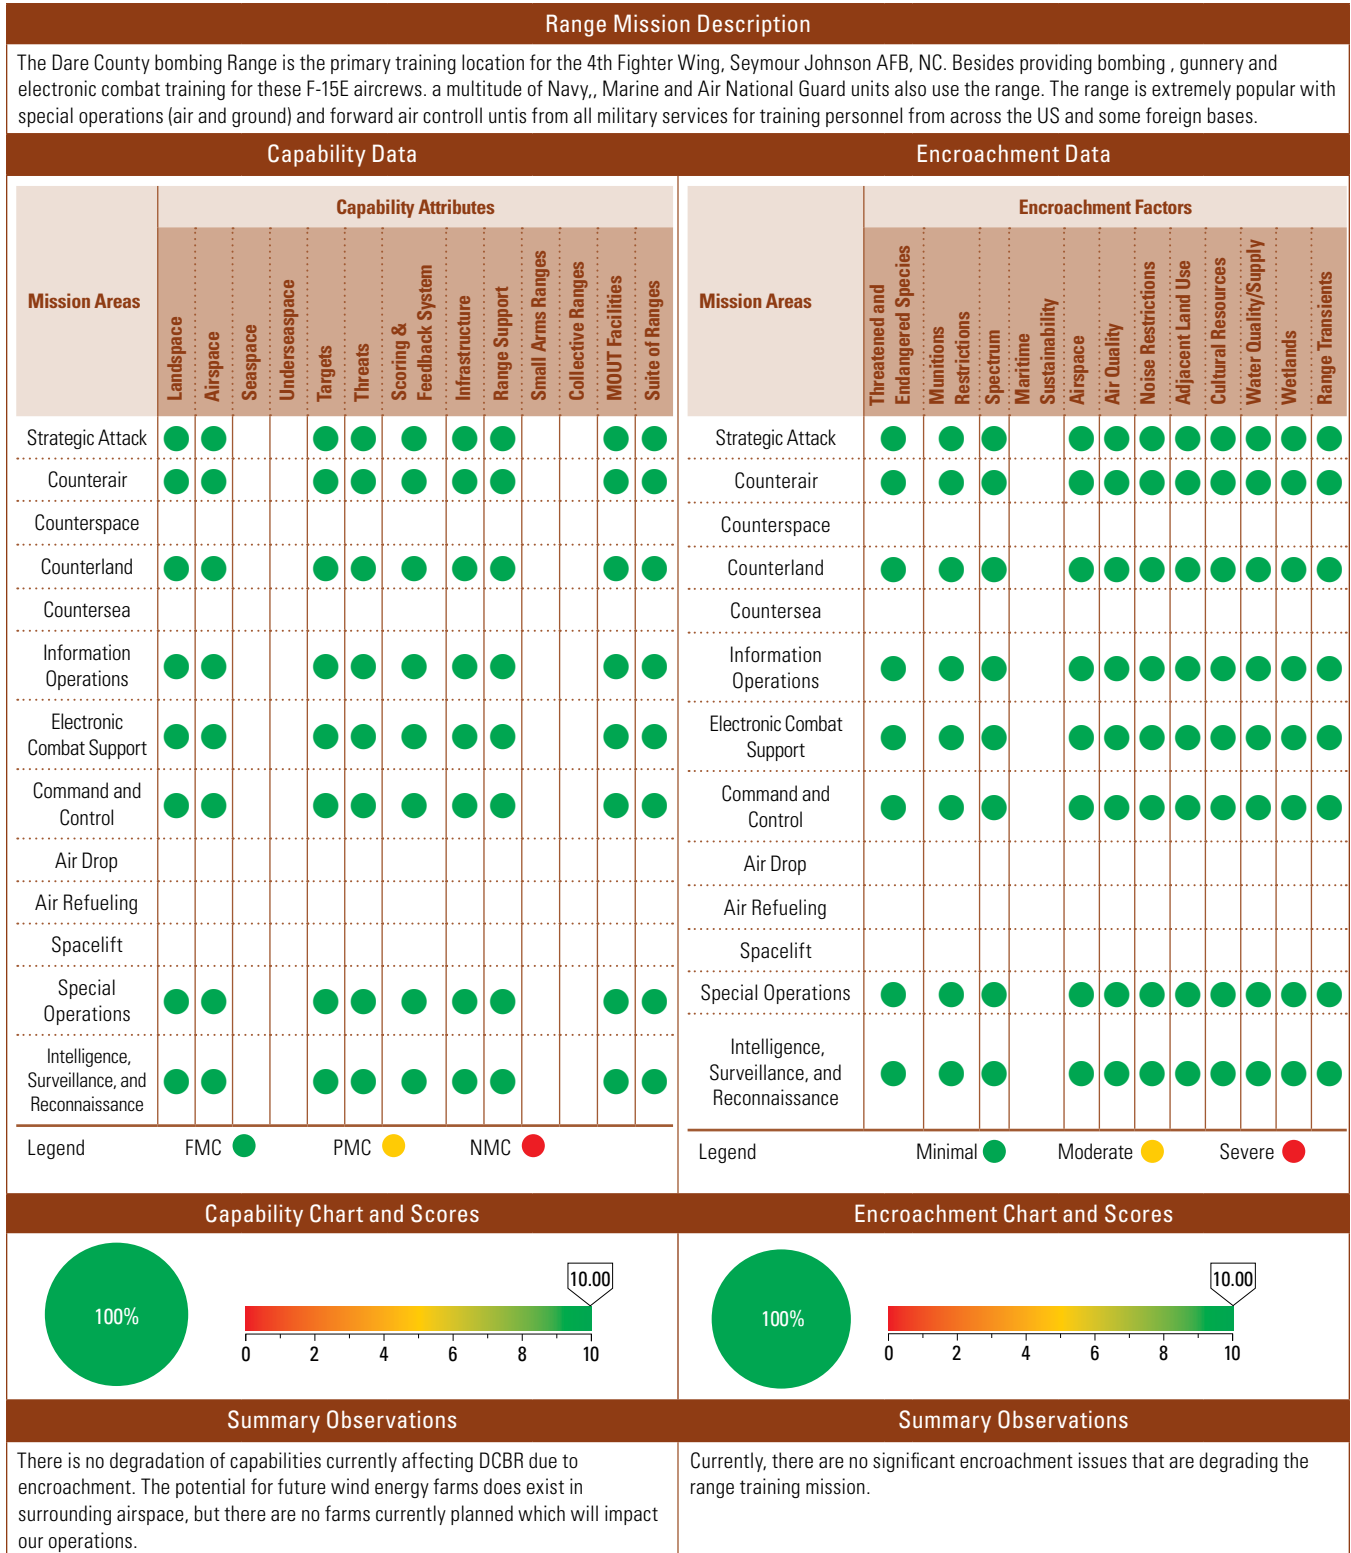 Range Mission Description
The Dare County bombing Range is the primary training location for the 4th Fighter Wing, Seymour Johnson AFB, NC. Besides providing bombing , gunnery and
electronic combat training for these F-15E aircrews. a multitude of Navy,, Marine and Air National Guard units also use the range. The range is extremely popular with
special operations (air and ground) and forward air controll untis from all military services for training personnel from across the US and some foreign bases.
Capability Data
Mission Areas
Capability Attributes
Landspace
Airspace
Seaspace
Underseaspace
Targets
Threats
Scoring &
Feedback System
Infrastructure
Range Support
Small Arms Ranges
Collective Ranges
MOUT Facilities
Suite of Ranges
Strategic Attack
Counterair
Counterspace
Counterland
Countersea
Information
Operations
Electronic
Combat Support
Command and
Control
Air Drop
Air Refueling
Spacelift
Special
Operations
Intelligence,
Surveillance, and
Reconnaissance
Legend FMC PMC NMC
Encroachment Data
Mission Areas
Encroachment Factors
Threatened and
Endangered Species
Munitions
Restrictions
Spectrum
Maritime
Sustainability
Airspace
Air Quality
Noise Restrictions
Adjacent Land Use
Cultural Resources
Water Quality/Supply
Wetlands
Range Transients
Strategic Attack
Counterair
Counterspace
Counterland
Countersea
Information
Operations
Electronic Combat
Support
Command and
Control
Air Drop
Air Refueling
Spacelift
Special Operations
Intelligence,
Surveillance, and
Reconnaissance
Legend Minimal Moderate Severe
Capability Chart and Scores
100%
10.00
0 2 4 6 8 10
Encroachment Chart and Scores
100%
10.00
0 2 4 6 8 10
Summary Observations
There is no degradation of capabilities currently affecting DCBR due to
encroachment. The potential for future wind energy farms does exist in
surrounding airspace, but there are no farms currently planned which will impact
our operations.
Summary Observations
Currently, there are no significant encroachment issues that are degrading the
range training mission.